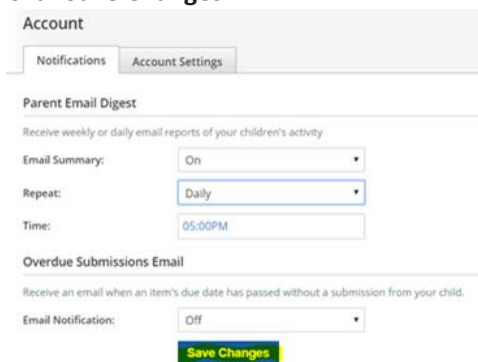 Account
Notifications Account Settings
Parent Email Digest
Receive weekly or daily email reports of your children's activity
Email Summary: On
Repeat: Daily
Time: 05:00PM
Overdue Submissions Email
Receive an email when an item's due date has passed without a submission from your child.
Email Notification: Off
Save Changes